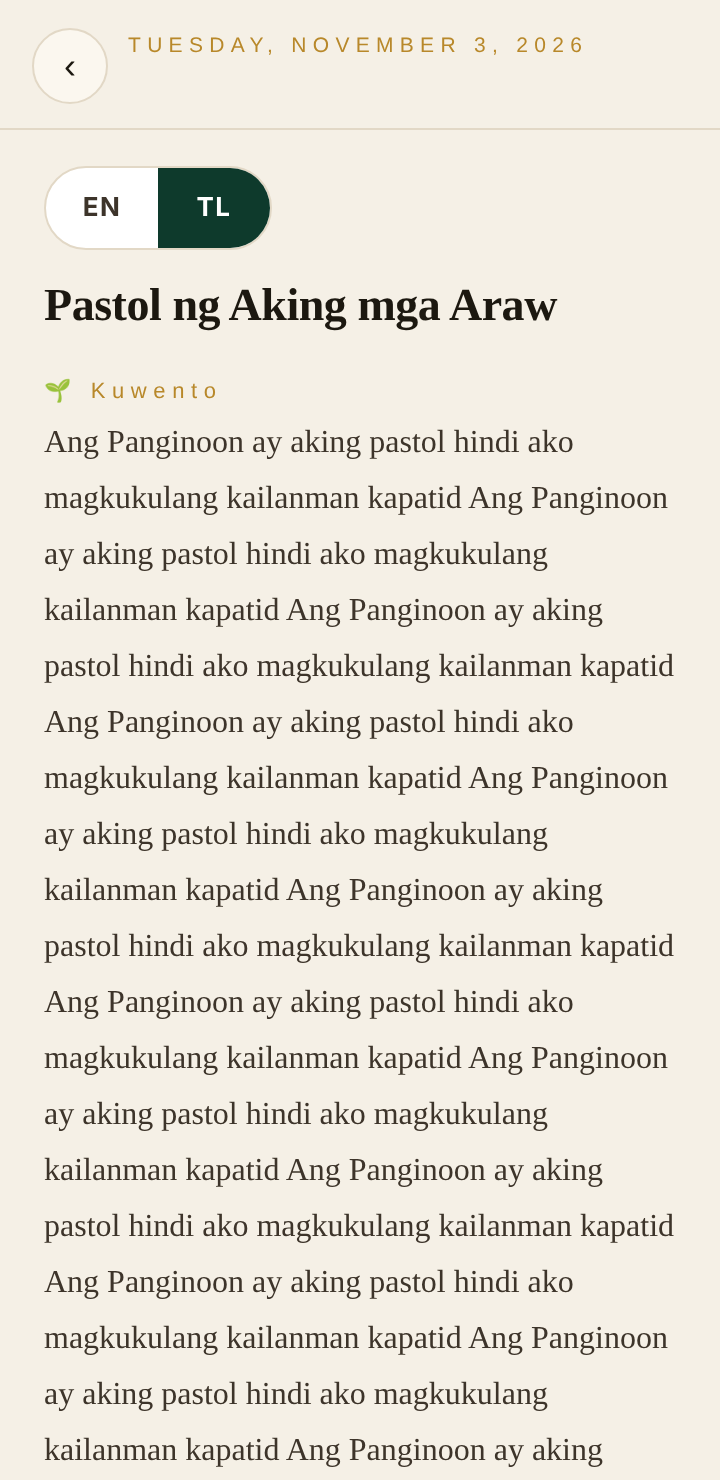 ‹
TUESDAY, NOVEMBER 3, 2026
EN TL
Pastol ng Aking mga Araw
🌱 Kuwento
Ang Panginoon ay aking pastol hindi ako
magkukulang kailanman kapatid Ang Panginoon
ay aking pastol hindi ako magkukulang
kailanman kapatid Ang Panginoon ay aking
pastol hindi ako magkukulang kailanman kapatid
Ang Panginoon ay aking pastol hindi ako
magkukulang kailanman kapatid Ang Panginoon
ay aking pastol hindi ako magkukulang
kailanman kapatid Ang Panginoon ay aking
pastol hindi ako magkukulang kailanman kapatid
Ang Panginoon ay aking pastol hindi ako
magkukulang kailanman kapatid Ang Panginoon
ay aking pastol hindi ako magkukulang
kailanman kapatid Ang Panginoon ay aking
pastol hindi ako magkukulang kailanman kapatid
Ang Panginoon ay aking pastol hindi ako
magkukulang kailanman kapatid Ang Panginoon
ay aking pastol hindi ako magkukulang
kailanman kapatid Ang Panginoon ay aking